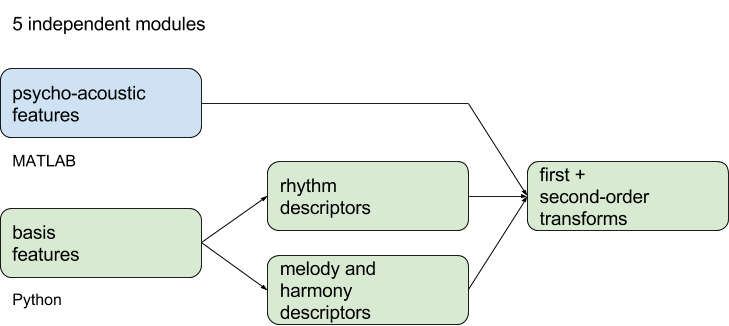 5 independent modules
psycho-acoustic
features
MATLAB
basis
features
Python
rhythm
descriptors
melody and
harmony
descriptors
first +
second-order
transforms